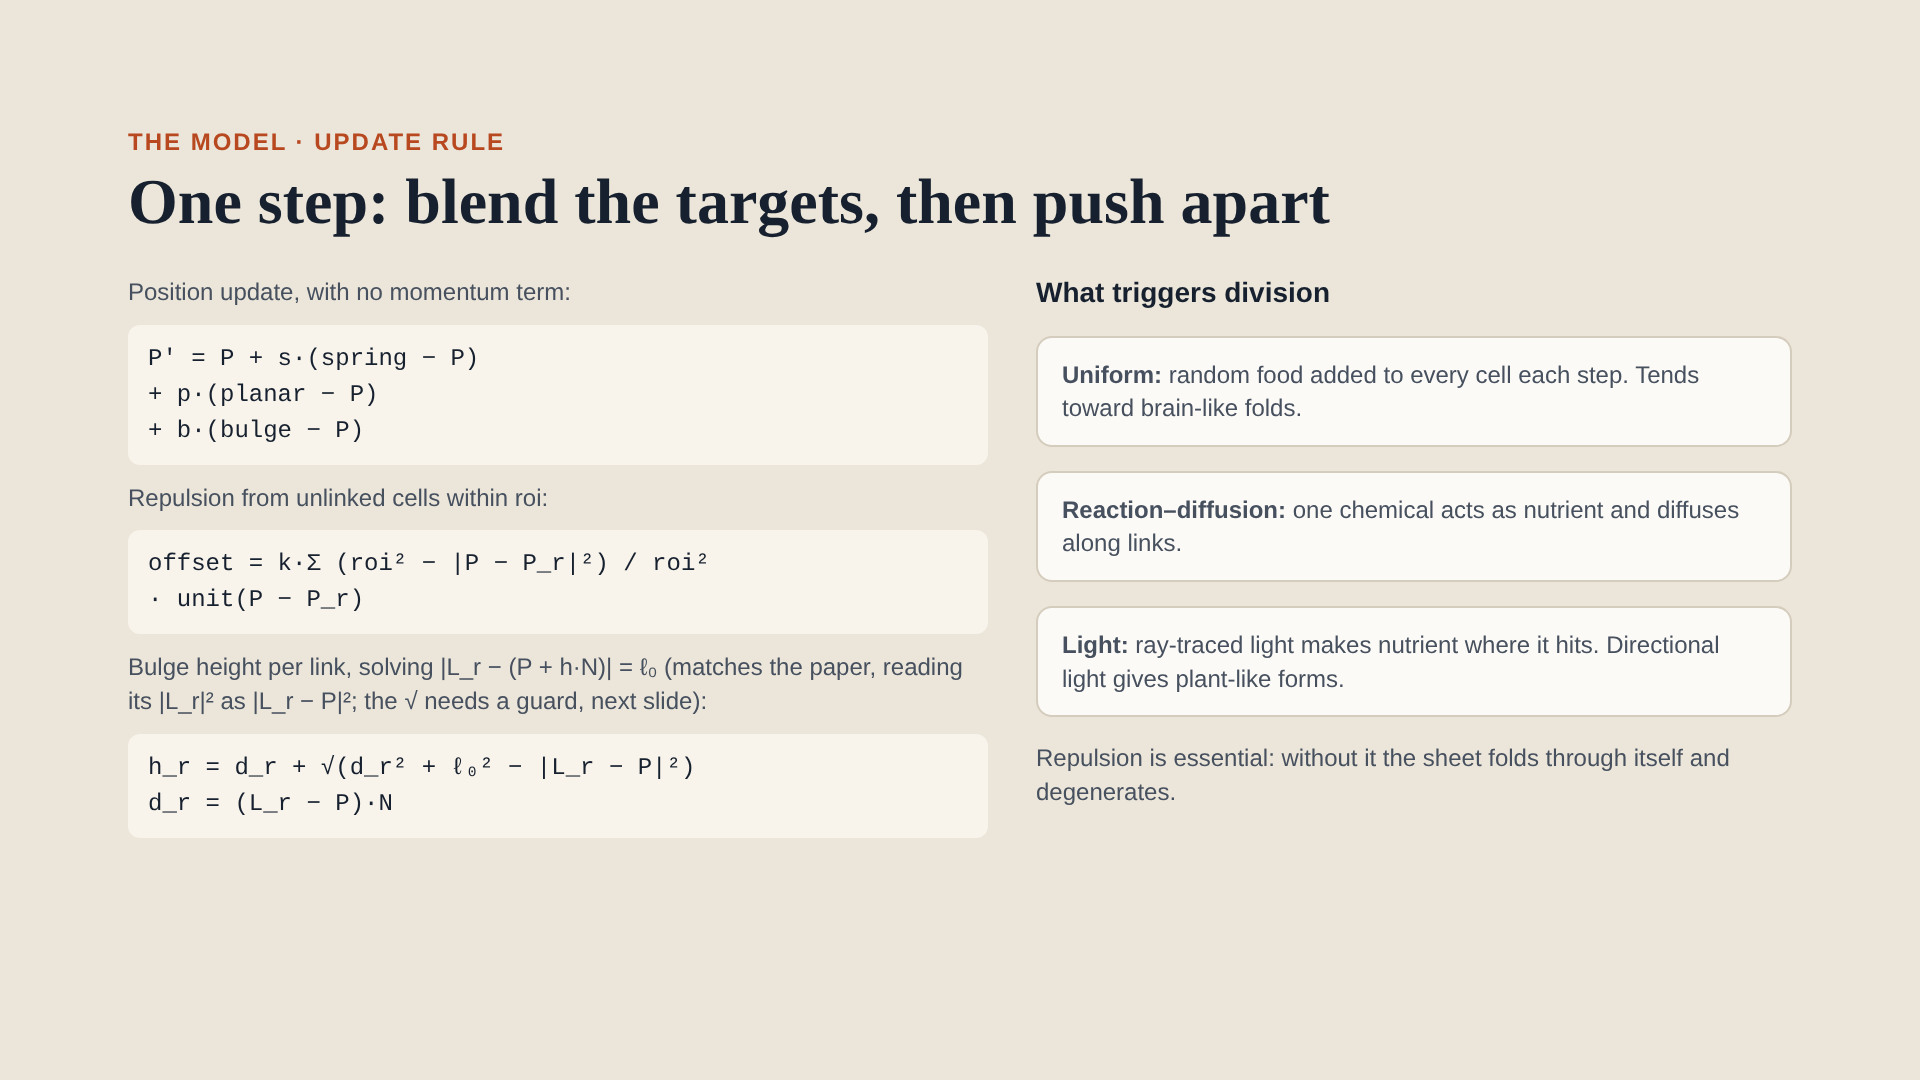 THE MODEL · UPDATE RULE
One step: blend the targets, then push apart
Position update, with no momentum term:
P' = P + s·(spring − P)
+ p·(planar − P)
+ b·(bulge − P)
Repulsion from unlinked cells within roi:
offset = k·Σ (roi² − |P − P_r|²) / roi²
· unit(P − P_r)
Bulge height per link, solving |L_r − (P + h·N)| = ℓ₀ (matches the paper, reading
its |L_r|² as |L_r − P|²; the √ needs a guard, next slide):
h_r = d_r + √(d_r² + ℓ₀² − |L_r − P|²)
d_r = (L_r − P)·N
What triggers division
Uniform: random food added to every cell each step. Tends
toward brain-like folds.
Reaction–diffusion: one chemical acts as nutrient and diffuses
along links.
Light: ray-traced light makes nutrient where it hits. Directional
light gives plant-like forms.
Repulsion is essential: without it the sheet folds through itself and
degenerates.